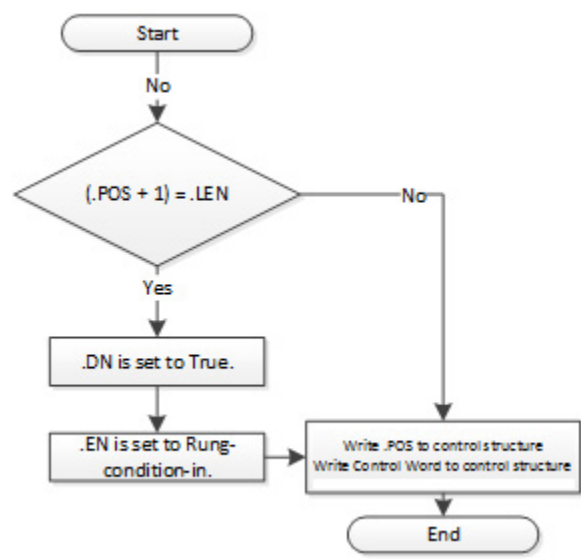 Start
No
(.POS + 1) = .LEN
No
Yes
.DN is set to True.
.EN is set to Rung-
condition-in.
Write .POS to control structure
Write Control Word to control structure
End